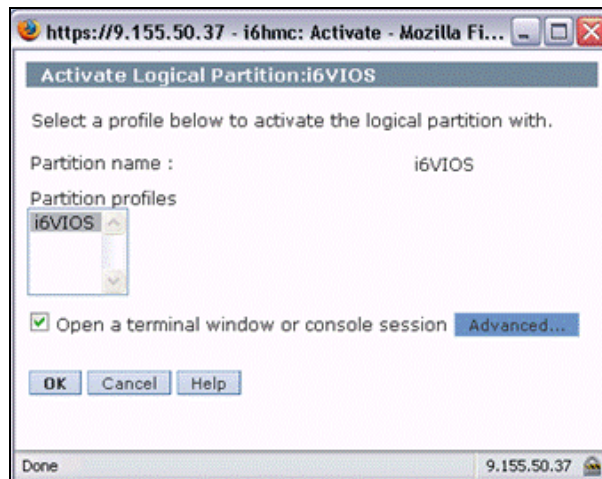 https://9.155.50.37 - i6hmc: Activate - Mozilla Fi...
Activate Logical Partition:i6VIOS
Select a profile below to activate the logical partition with.
Partition name : i6VIOS
Partition profiles
i6VIOS
Open a terminal window or console session Advanced...
OK Cancel Help
Done 9.155.50.37